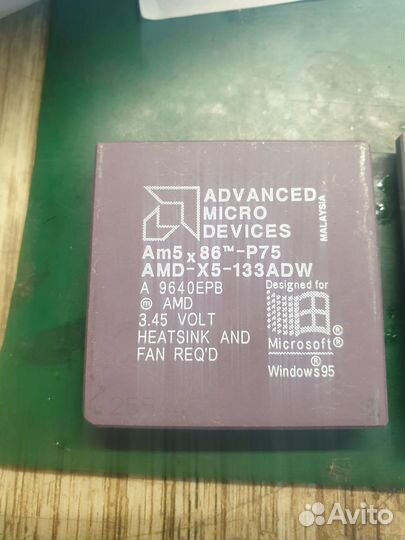 ADVANCED
MICRO
DEVICES
MALAYSIA
Am5x86™-P75
AMD-X5-133ADW
A 9640EPB
ⓜ AMD
3.45 VOLT
HEATSINK AND
FAN REQ'D
Designed for
®
Microsoft®
®
Windows95
Avito